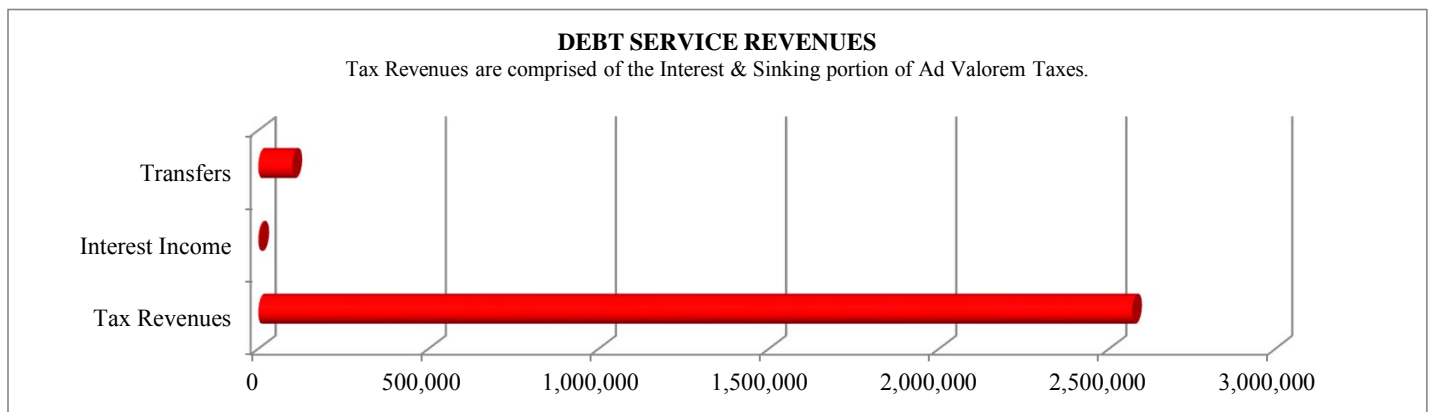 DEBT SERVICE REVENUES
Tax Revenues are comprised of the Interest & Sinking portion of Ad Valorem Taxes.
Transfers
Interest Income
Tax Revenues
0 500,000 1,000,000 1,500,000 2,000,000 2,500,000 3,000,000